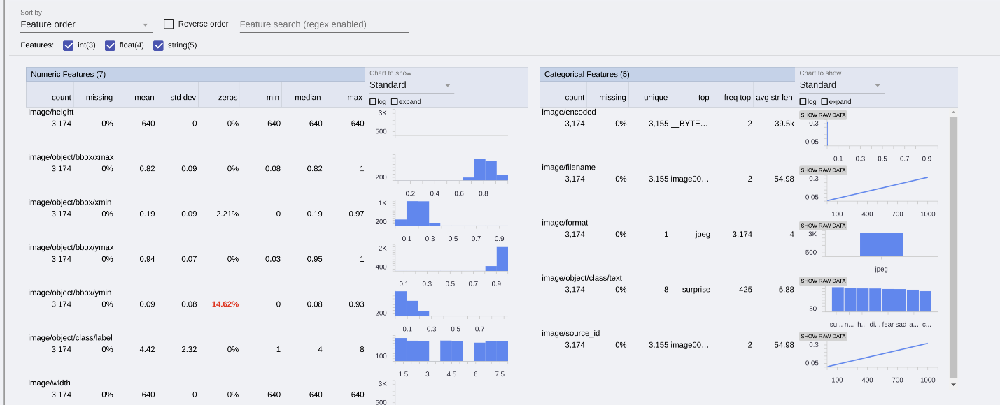 Sort by
Feature order
Reverse order
Feature search (regex enabled)
Features: int(3) float(4) string(5)
Numeric Features (7)
Chart to show
Standard
log expand
count missing mean std dev zeros min median max
image/height
3,174 0% 640 0 0% 640 640 640
3K
500
image/object/bbox/xmax
3,174 0% 0.82 0.09 0% 0.08 0.82 1
200
0.2 0.4 0.6 0.8
image/object/bbox/xmin
3,174 0% 0.19 0.09 2.21% 0 0.19 0.97
1K
200
0.1 0.3 0.5 0.7 0.9
image/object/bbox/ymax
3,174 0% 0.94 0.07 0% 0.03 0.95 1
2K
400
0.1 0.3 0.5 0.7 0.9
image/object/bbox/ymin
3,174 0% 0.09 0.08 14.62% 0 0.08 0.93
200
0.1 0.3 0.5 0.7
image/object/class/label
3,174 0% 4.42 2.32 0% 1 4 8
100
1.5 3 4.5 6 7.5
image/width
3,174 0% 640 0 0% 640 640 640
3K
500
Categorical Features (5)
Chart to show
Standard
log expand
count missing unique top freq top avg str len
image/encoded
3,174 0% 3,155 __BYTE... 2 39.5k
SHOW RAW DATA
0.3
0.05
0.1 0.3 0.5 0.7 0.9
image/filename
3,174 0% 3,155 image00... 2 54.98
SHOW RAW DATA
0.3
0.05
100 400 700 1000
image/format
3,174 0% 1 jpeg 3,174 4
SHOW RAW DATA
3K
500
jpeg
image/object/class/text
3,174 0% 8 surprise 425 5.88
SHOW RAW DATA
50
su... n... h... di... fear sad a... c...
image/source_id
3,174 0% 3,155 image00... 2 54.98
SHOW RAW DATA
0.3
0.05
100 400 700 1000